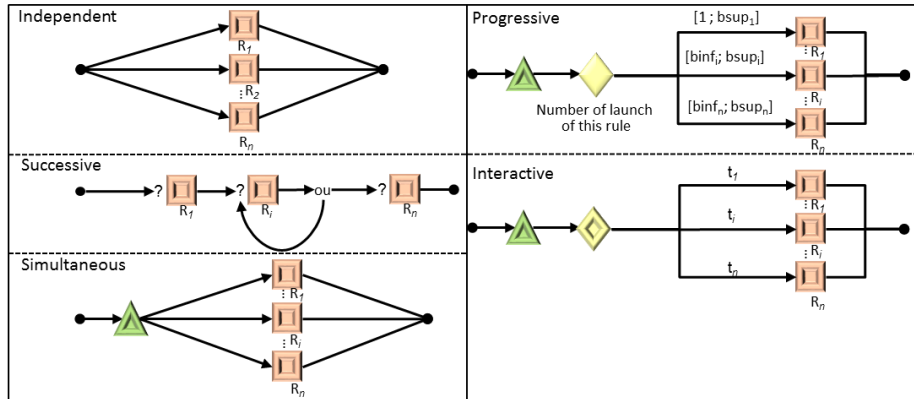 Independent
R1
⋮R2
Rn
Successive
? ? ou ?
R1 Ri Rn
Simultaneous
⋮R1
⋮Ri
Rn
Progressive
[1 ; bsup1]
⋮R1
[binfi; bsupi]
⋮Ri
Number of launch
of this rule
[binfn; bsupn]
Rn
Interactive
t1
⋮R1
ti
⋮Ri
tn
Rn